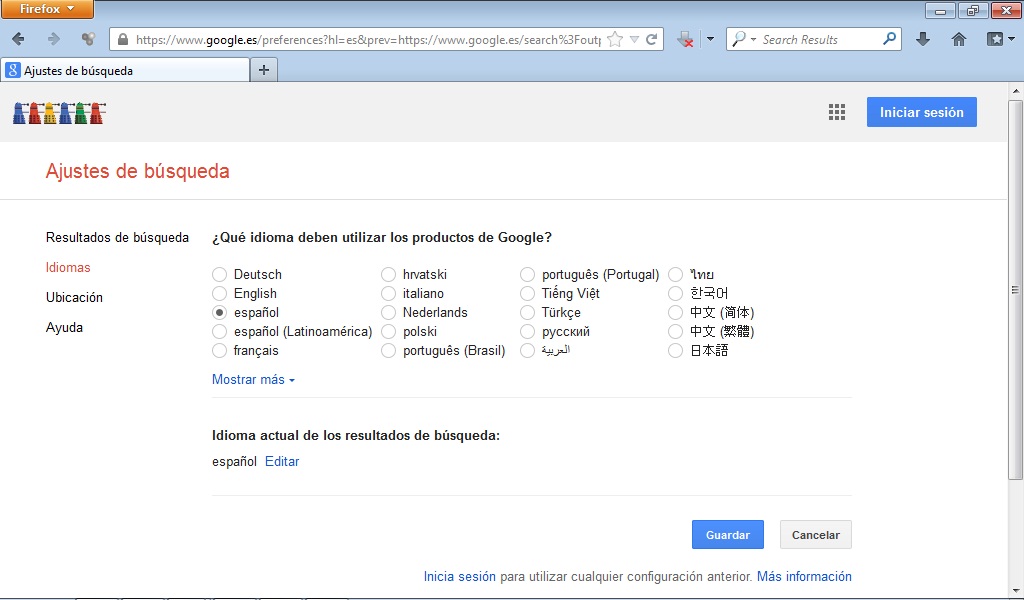 Firefox
https://www.google.es/preferences?hl=es&prev=https://www.google.es/search%3Foutp
Search Results
Ajustes de búsqueda
Iniciar sesión
Ajustes de búsqueda
Resultados de búsqueda
Idiomas
Ubicación
Ayuda
¿Qué idioma deben utilizar los productos de Google?
Deutsch hrvatski português (Portugal) ไทย
English italiano Tiếng Việt 한국어
español Nederlands Türkçe 中文 (简体)
español (Latinoamérica) polski русский 中文 (繁體)
français português (Brasil) العربية 日本語
Mostrar más
Idioma actual de los resultados de búsqueda:
español Editar
Guardar Cancelar
Inicia sesión para utilizar cualquier configuración anterior. Más información